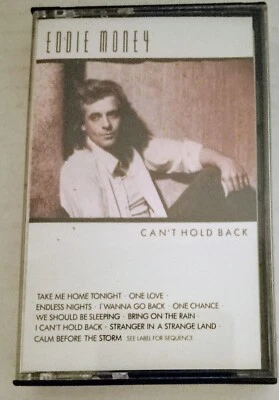 EDDIE MONEY
CAN'T HOLD BACK
TAKE ME HOME TONIGHT · ONE LOVE ·
ENDLESS NIGHTS · I WANNA GO BACK · ONE CHANCE ·
WE SHOULD BE SLEEPING · BRING ON THE RAIN ·
I CAN'T HOLD BACK · STRANGER IN A STRANGE LAND ·
CALM BEFORE THE STORM SEE LABEL FOR SEQUENCE